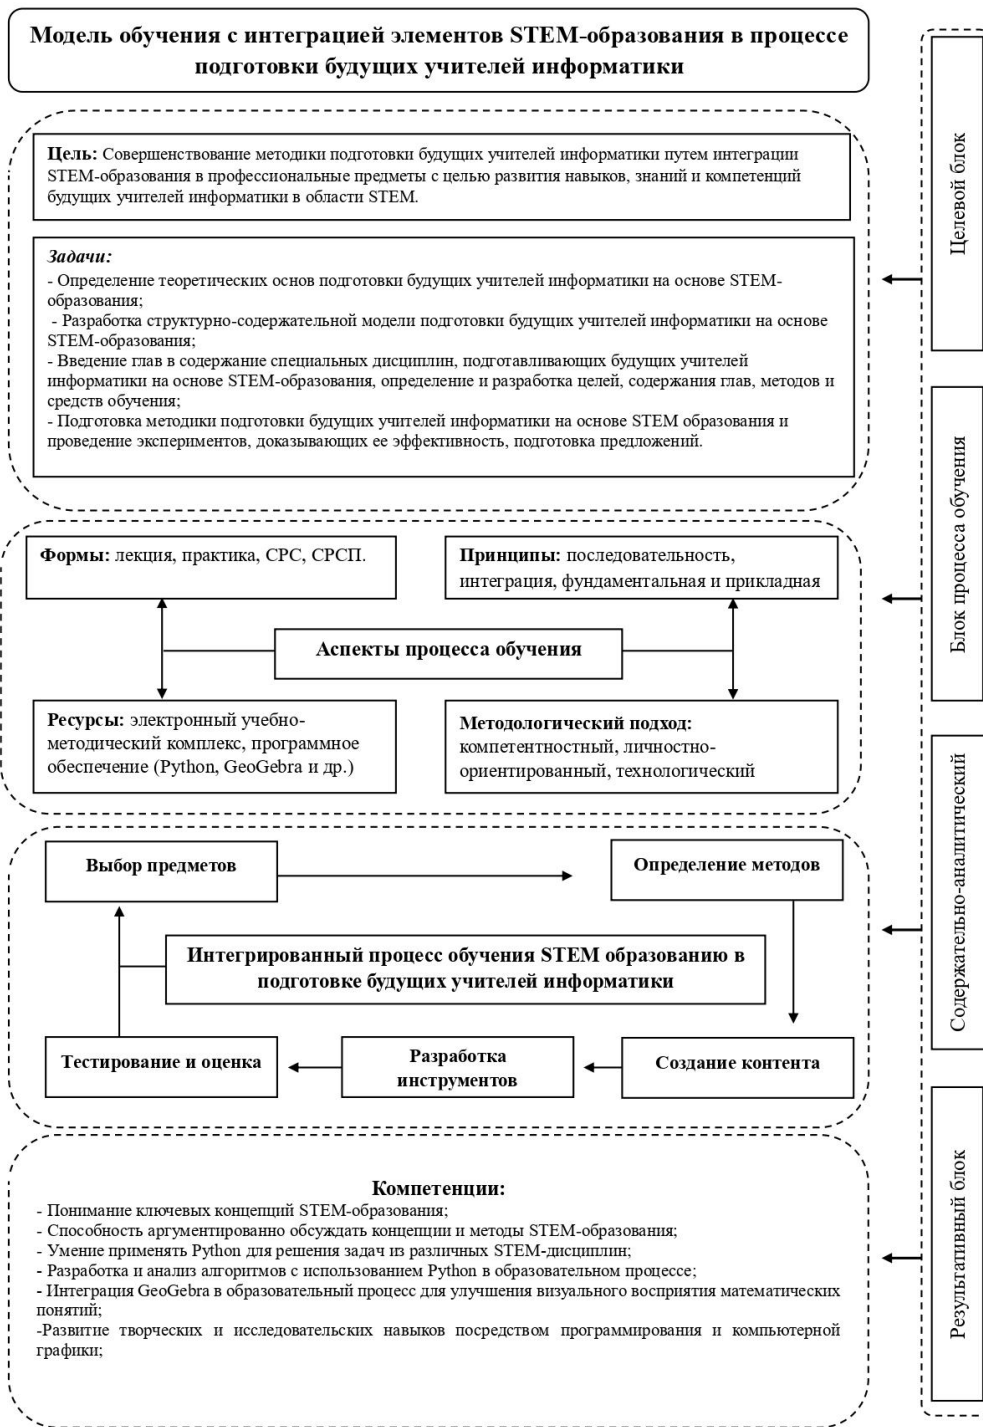 Модель обучения с интеграцией элементов STEM-образования в процессе
подготовки будущих учителей информатики
Цель: Совершенствование методики подготовки будущих учителей информатики путем интеграции
STEM-образования в профессиональные предметы с целью развития навыков, знаний и компетенций
будущих учителей информатики в области STEM.
Задачи:
- Определение теоретических основ подготовки будущих учителей информатики на основе STEM-
образования;
- Разработка структурно-содержательной модели подготовки будущих учителей информатики на основе
STEM-образования;
- Введение глав в содержание специальных дисциплин, подготавливающих будущих учителей
информатики на основе STEM-образования, определение и разработка целей, содержания глав, методов и
средств обучения;
- Подготовка методики подготовки будущих учителей информатики на основе STEM образования и
проведение экспериментов, доказывающих ее эффективность, подготовка предложений.
Целевой блок
Формы: лекция, практика, СРС, СРСП.
Принципы: последовательность,
интеграция, фундаментальная и прикладная
Аспекты процесса обучения
Ресурсы: электронный учебно-
методический комплекс, программное
обеспечение (Python, GeoGebra и др.)
Методологический подход:
компетентностный, личностно-
ориентированный, технологический
Блок процесса обучения
Выбор предметов
Определение методов
Интегрированный процесс обучения STEM образованию в
подготовке будущих учителей информатики
Тестирование и оценка
Разработка
инструментов
Создание контента
Содержательно-аналитический
Компетенции:
- Понимание ключевых концепций STEM-образования;
- Способность аргументированно обсуждать концепции и методы STEM-образования;
- Умение применять Python для решения задач из различных STEM-дисциплин;
- Разработка и анализ алгоритмов с использованием Python в образовательном процессе;
- Интеграция GeoGebra в образовательный процесс для улучшения визуального восприятия математических
понятий;
-Развитие творческих и исследовательских навыков посредством программирования и компьютерной
графики;
Результативный блок